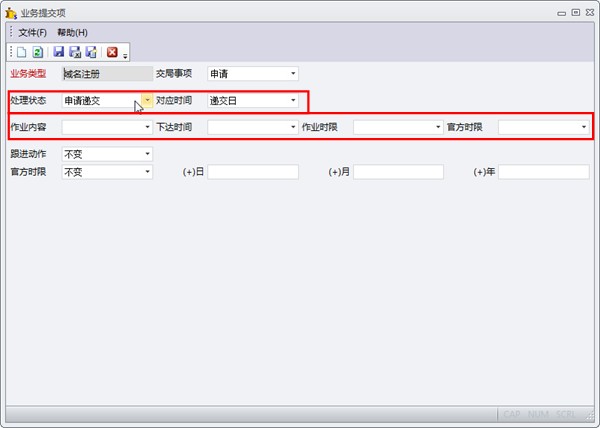 业务提交项
文件(F) 帮助(H)
业务类型 域名注册 交局事项 申请
处理状态 申请递交 对应时间 递交日
作业内容 下达时间 作业时限 官方时限
跟进动作 不变
官方时限 不变 (+)日 (+)月 (+)年
CAP NUM SCRL